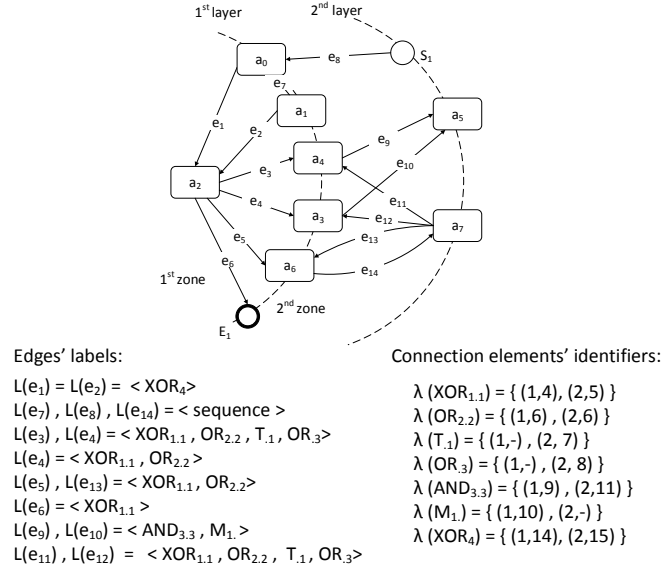 1st layer
2nd layer
a0
e8
S1
e7
a1
a5
e1
e2
e9
a4
e3
e10
a2
e11
e4
a3
e12
a7
e5
e13
e6
a6
e14
1st zone
2nd zone
E1
Edges' labels:
L(e1) = L(e2) = < XOR4>
L(e7) , L(e8) , L(e14) = < sequence >
L(e3) , L(e4) = < XOR1.1 , OR2.2 , T.1 , OR.3>
L(e4) = < XOR1.1 , OR2.2>
L(e5) , L(e13) = < XOR1.1 , OR2.2>
L(e6) = < XOR1.1>
L(e9) , L(e10) = < AND3.3 , M1.>
L(e11) , L(e12) = < XOR1.1 , OR2.2 , T.1 , OR.3>
Connection elements' identifiers:
λ (XOR1.1) = { (1,4) , (2,5) }
λ (OR2.2) = { (1,6) , (2,6) }
λ (T.1) = { (1,-) , (2, 7) }
λ (OR.3) = { (1,-) , (2, 8) }
λ (AND3.3) = { (1,9) , (2,11) }
λ (M1.) = { (1,10) , (2,-) }
λ (XOR4) = { (1,14) , (2,15) }